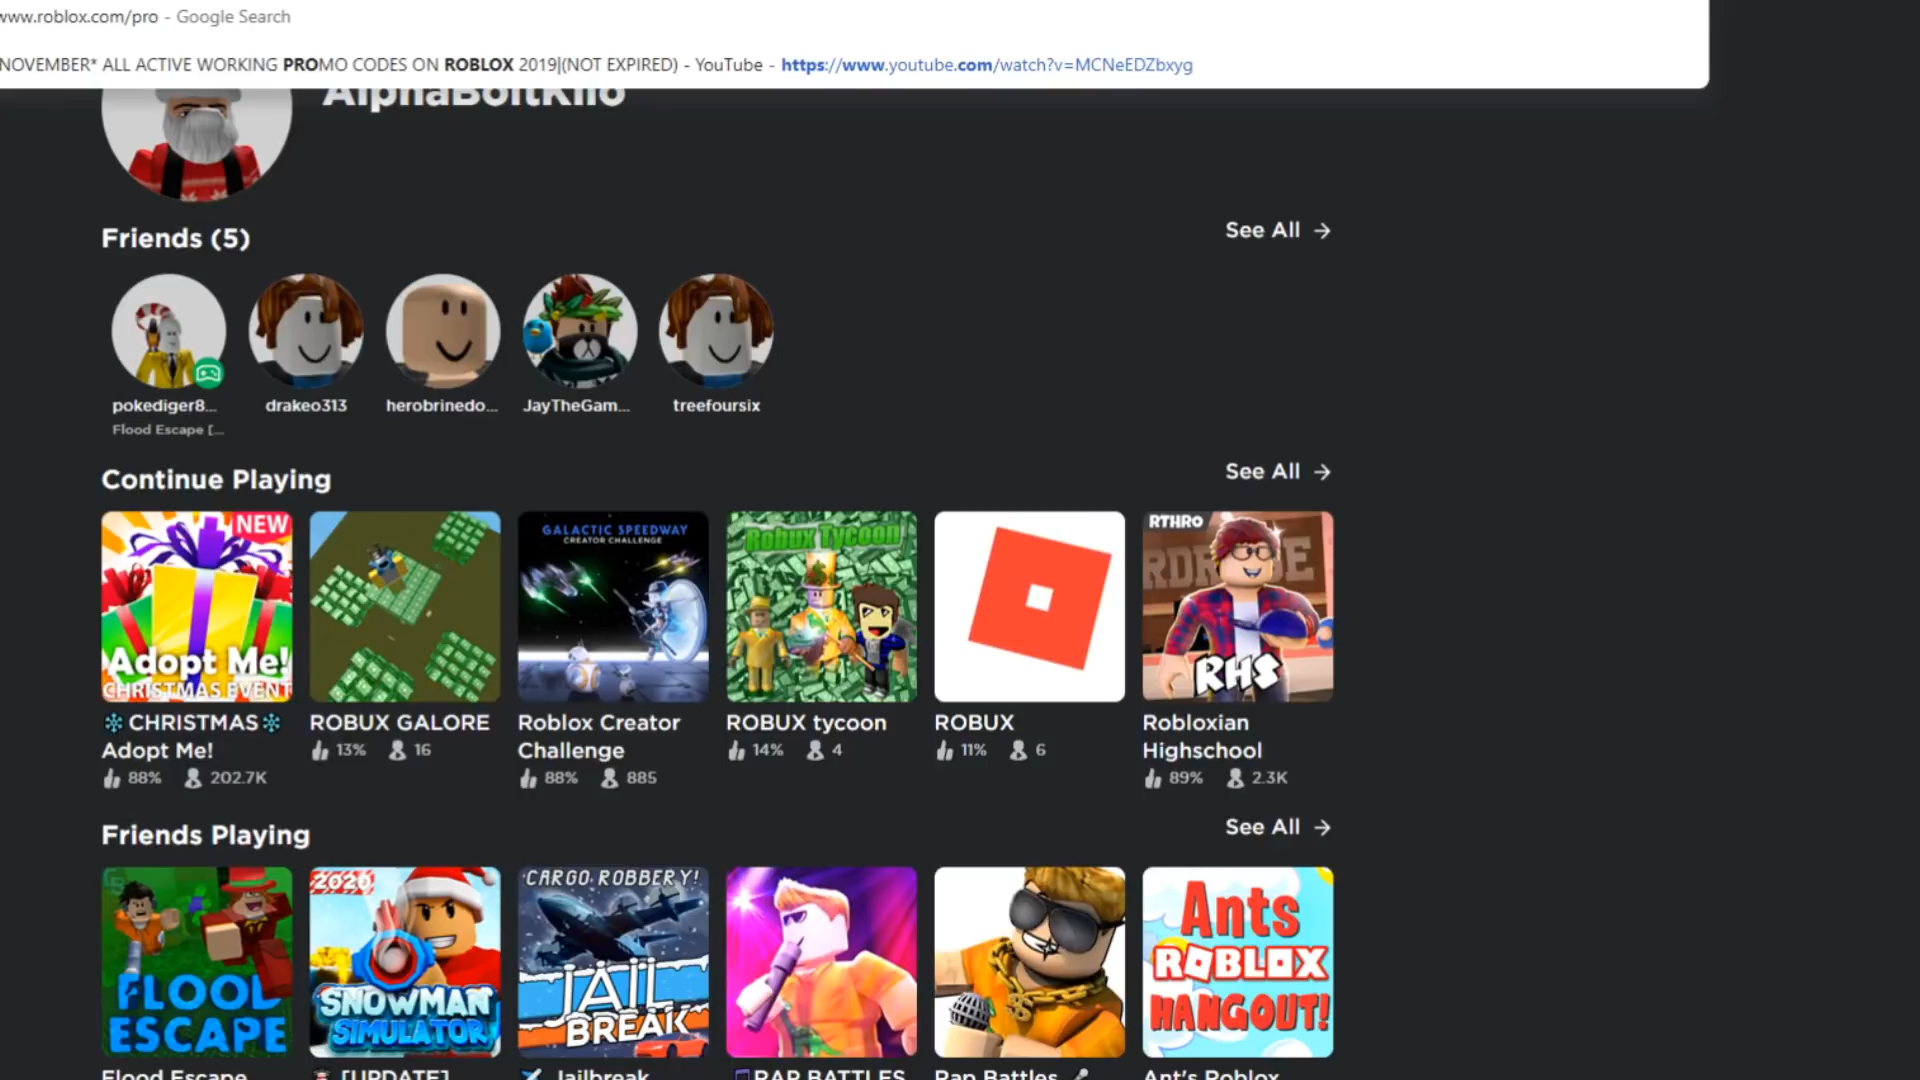 www.roblox.com/pro - Google Search
NOVEMBER* ALL ACTIVE WORKING PROMO CODES ON ROBLOX 2019|(NOT EXPIRED) - YouTube - https://www.youtube.com/watch?v=MCNeEDZbxyg
AlphaBoltKilo
Friends (5)
See All →
pokediger8...
drakeo313
herobrinedo...
JayTheGam...
treefoursix
Flood Escape [...
Continue Playing
See All →
NEW
Adopt Me!
CHRISTMAS EVENT
GALACTIC SPEEDWAY
CREATOR CHALLENGE
Robux Tycoon
RTHRO
RHS
❄CHRISTMAS❄
Adopt Me!
88% 202.7K
ROBUX GALORE
13% 16
Roblox Creator
Challenge
88% 885
ROBUX tycoon
14% 4
ROBUX
11% 6
Robloxian
Highschool
89% 2.3K
Friends Playing
See All →
FLOOD
ESCAPE
2020
SNOWMAN
SIMULATOR
CARGO ROBBERY!
JAIL
BREAK
Ants
ROBLOX
HANGOUT!
Flood Escape
[UPDATE]
Jailbreak
RAP BATTLES
Rap Battles
Ant's Roblox